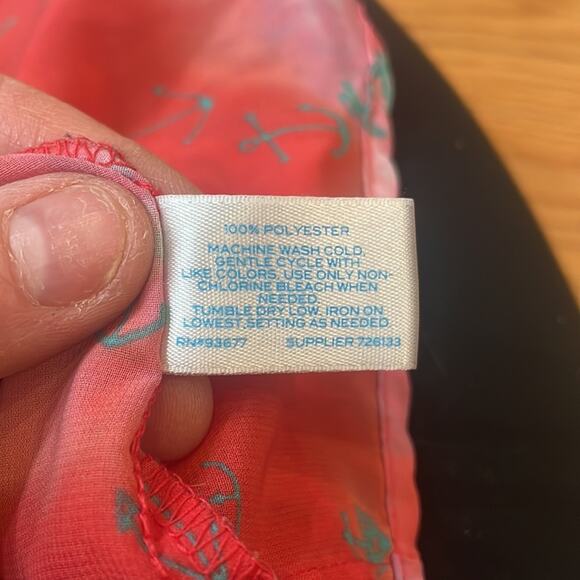 100% POLYESTER
MACHINE WASH COLD,
GENTLE CYCLE WITH
LIKE COLORS, USE ONLY NON-
CHLORINE BLEACH WHEN
NEEDED
TUMBLE DRY LOW, IRON ON
LOWEST SETTING AS NEEDED
RN#93677 SUPPLIER 726133